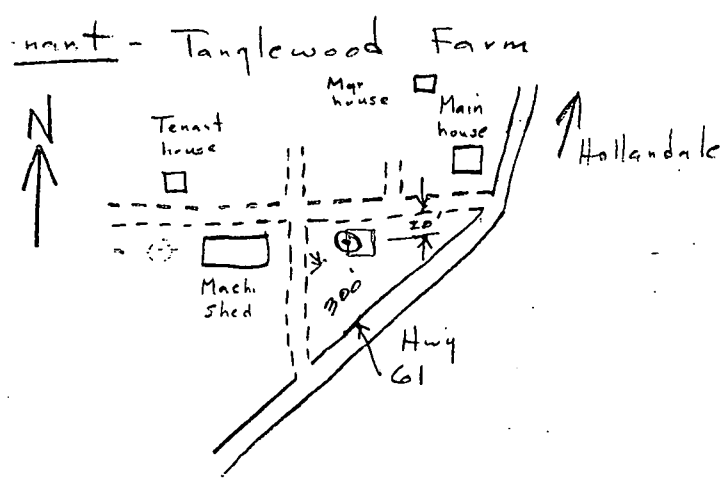 nant - Tanglewood Farm
N
Mgr
house
Main
house
Tenant
house
Hollandale
20'
300'
Mach.
shed
Hwy
61